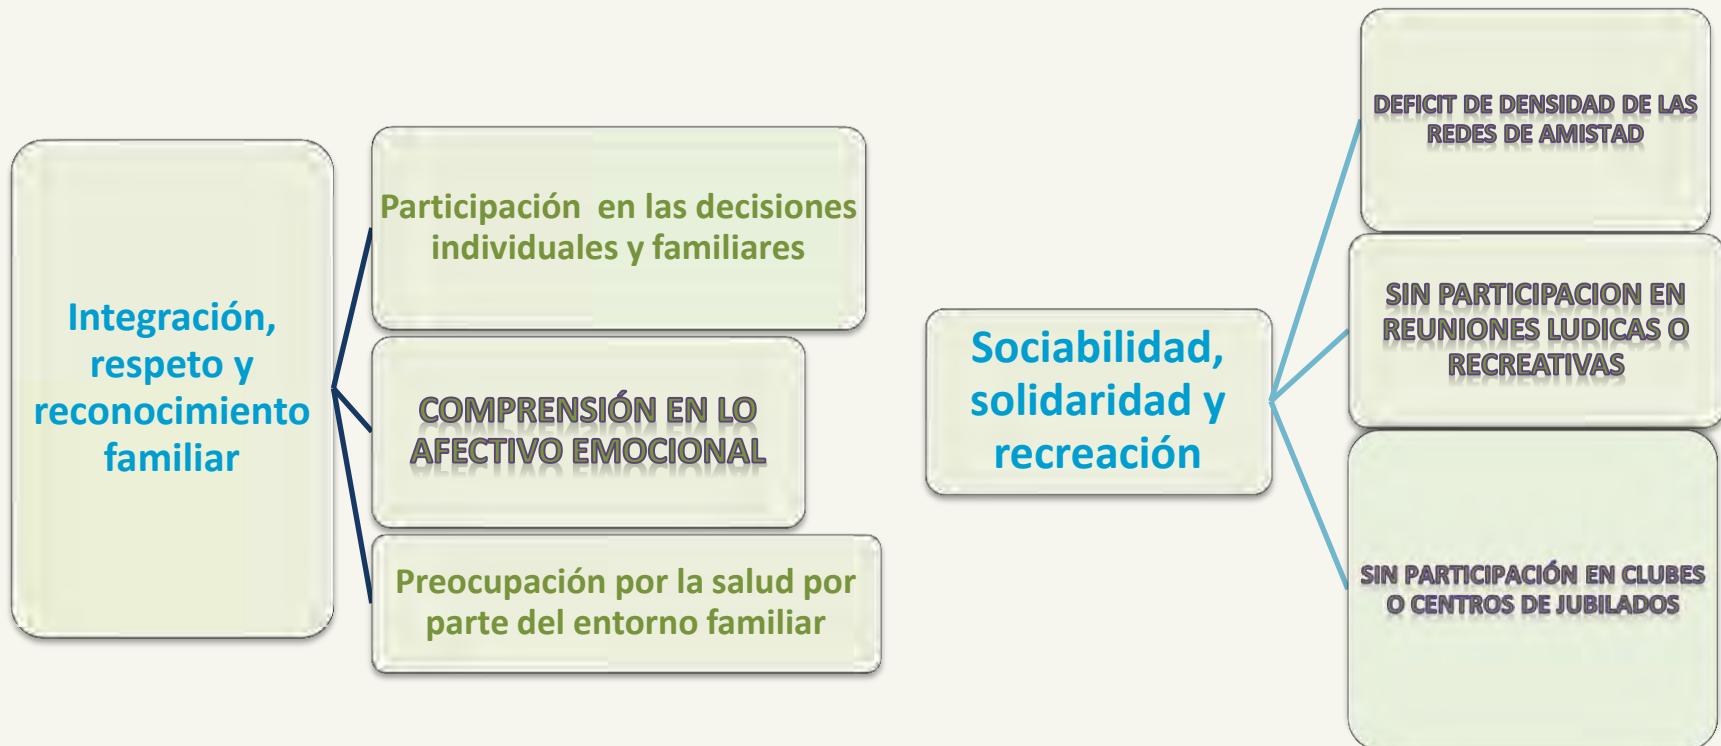 Integración,
respeto y
reconocimiento
familiar
Participación en las decisiones
individuales y familiares
COMPRENSIÓN EN LO
AFECTIVO EMOCIONAL
Preocupación por la salud por
parte del entorno familiar
Sociabilidad,
solidaridad y
recreación
DEFICIT DE DENSIDAD DE LAS
REDES DE AMISTAD
SIN PARTICIPACION EN
REUNIONES LUDICAS O
RECREATIVAS
SIN PARTICIPACIÓN EN CLUBES
O CENTROS DE JUBILADOS